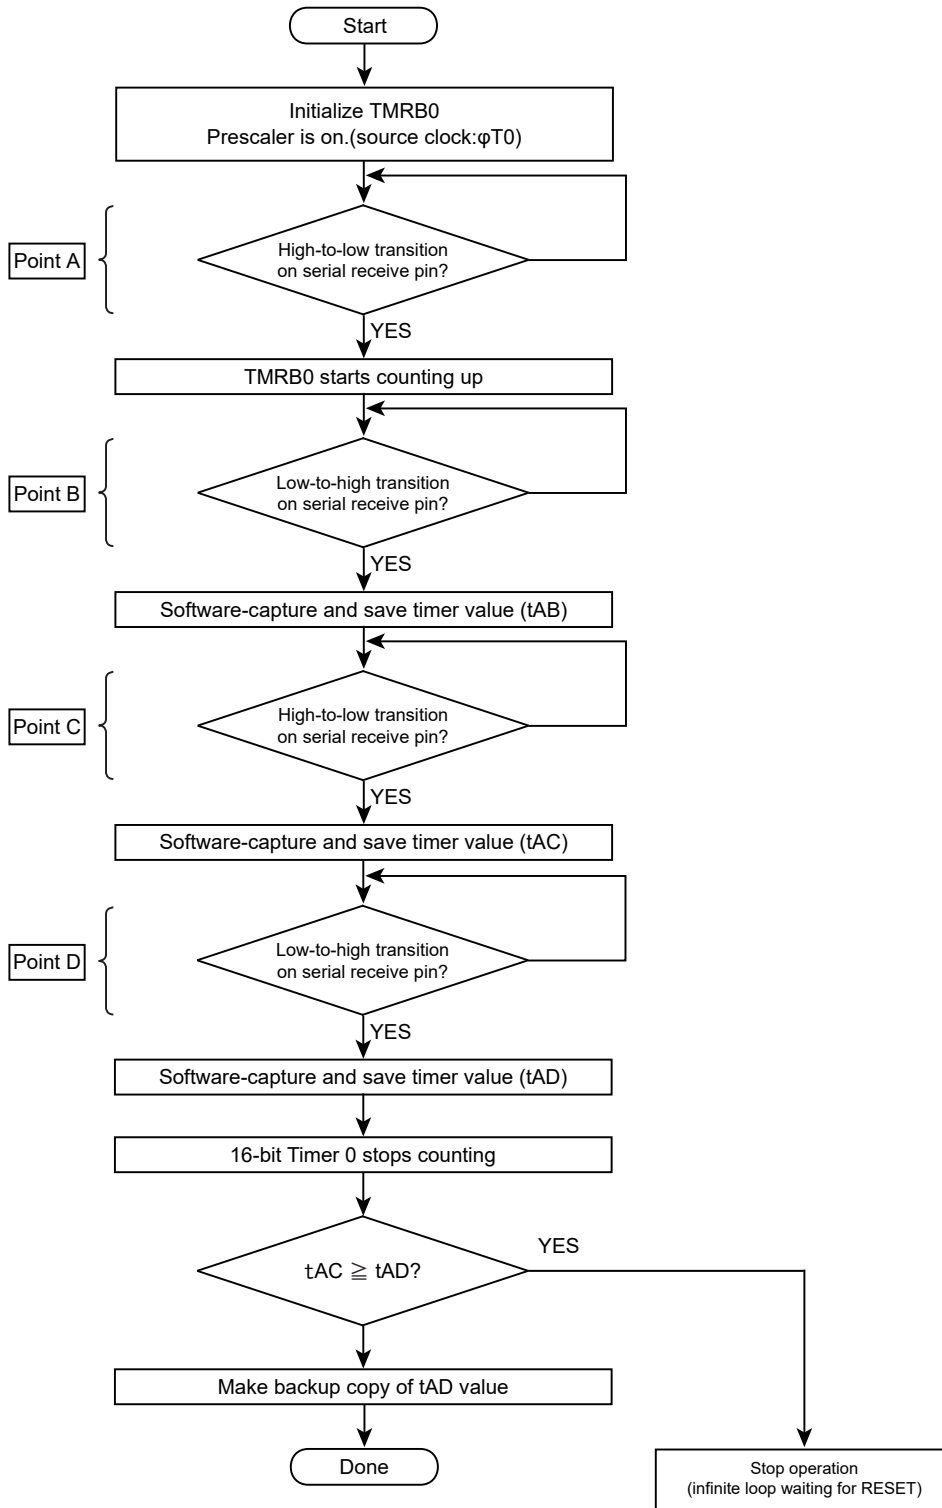 Start
Initialize TMRB0
Prescaler is on.(source clock:φT0)
Point A
High-to-low transition
on serial receive pin?
YES
TMRB0 starts counting up
Point B
Low-to-high transition
on serial receive pin?
YES
Software-capture and save timer value (tAB)
Point C
High-to-low transition
on serial receive pin?
YES
Software-capture and save timer value (tAC)
Point D
Low-to-high transition
on serial receive pin?
YES
Software-capture and save timer value (tAD)
16-bit Timer 0 stops counting
tAC ≧ tAD?
YES
Make backup copy of tAD value
Done
Stop operation
(infinite loop waiting for RESET)